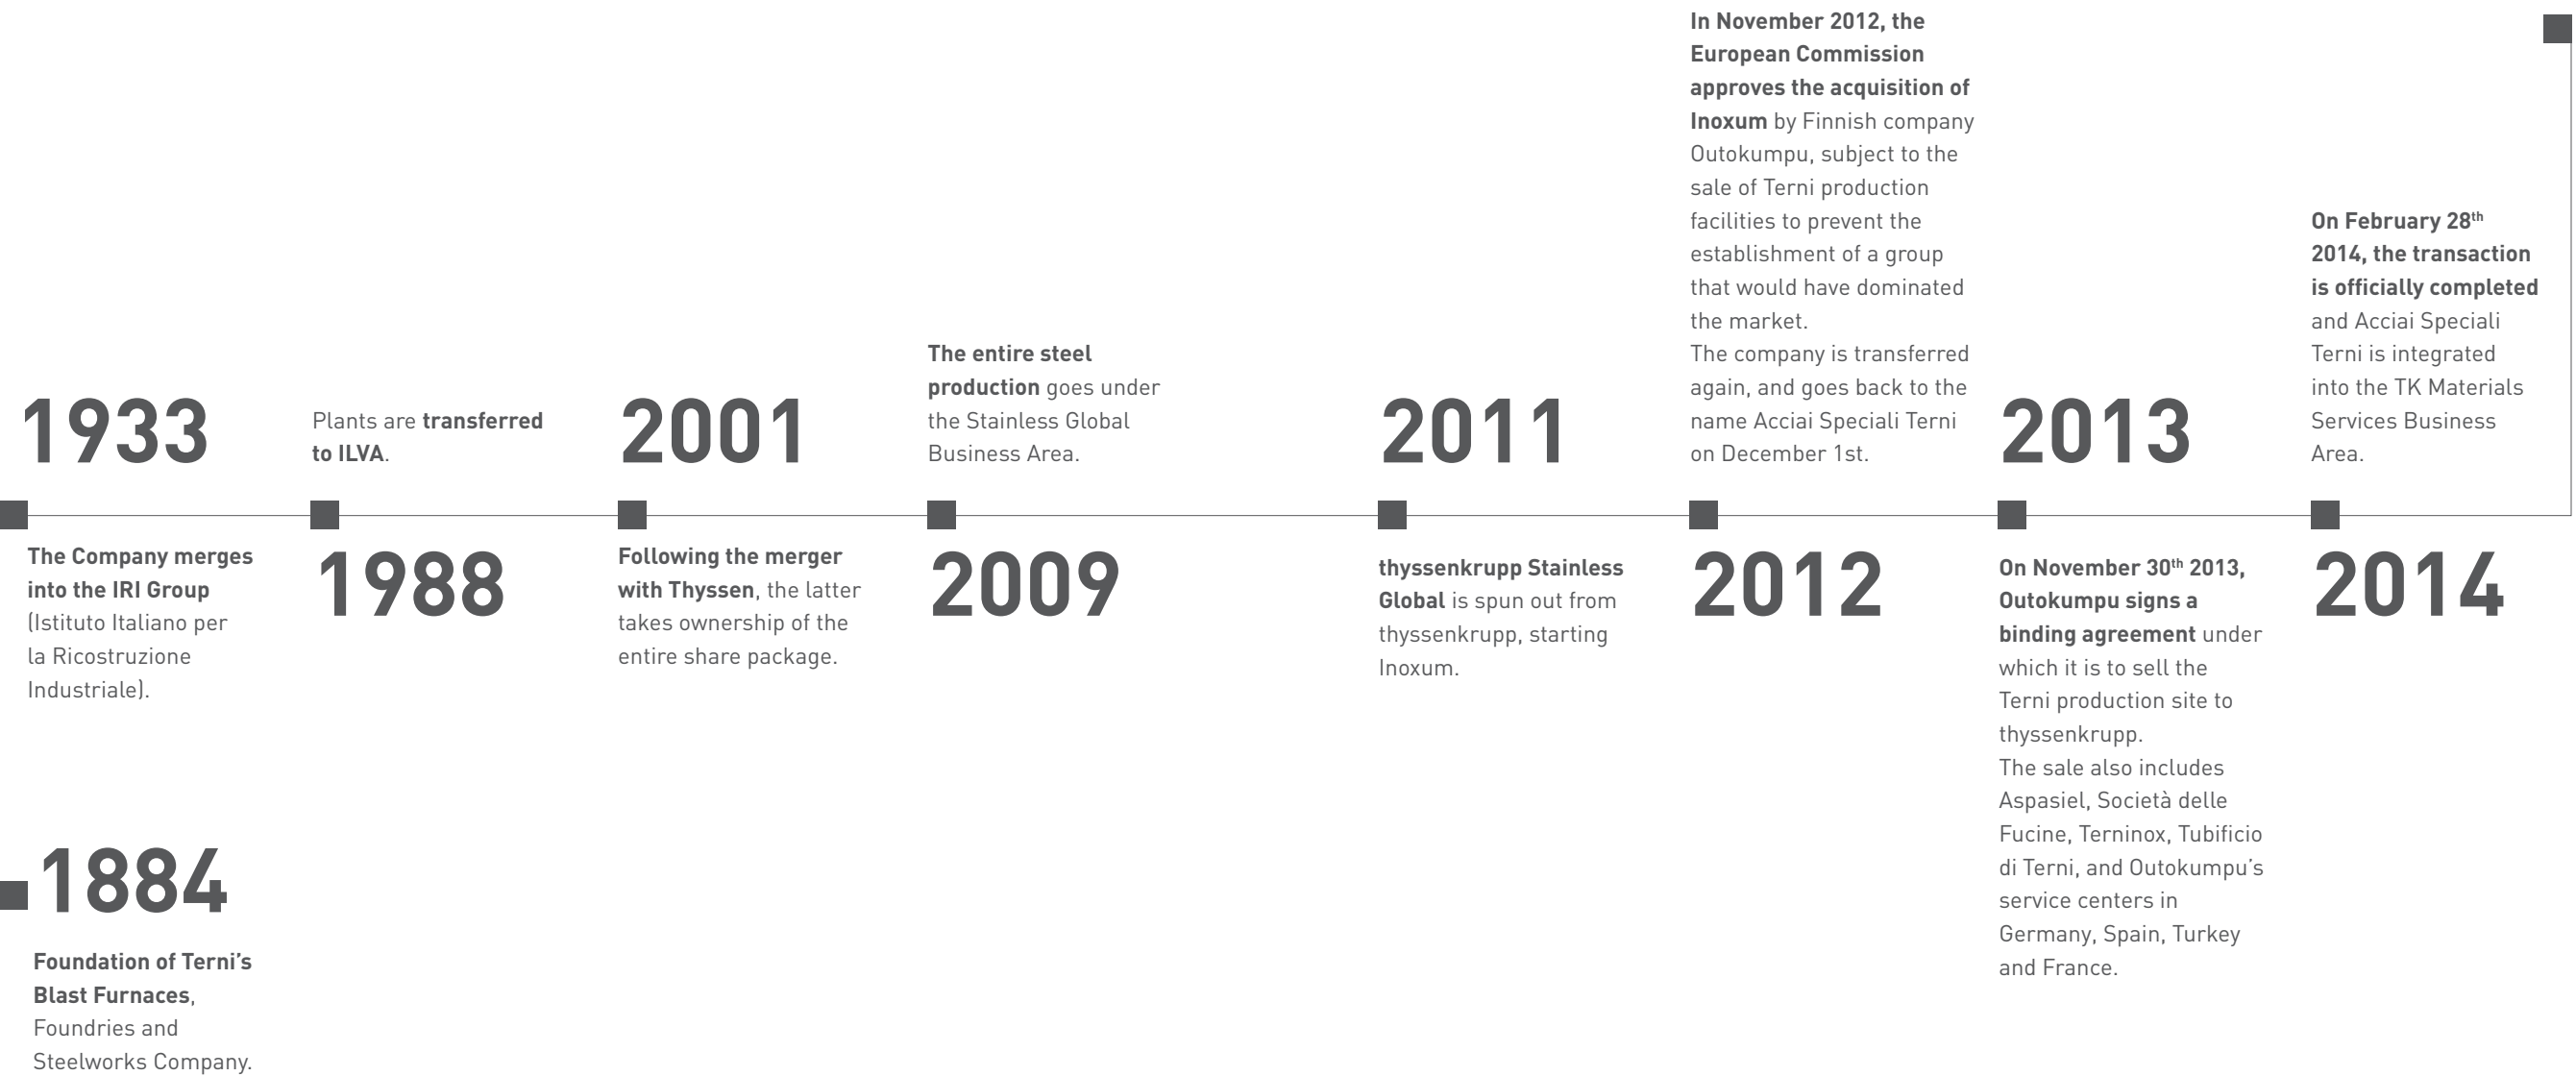 1933
The Company merges
into the IRI Group
(Istituto Italiano per
la Ricostruzione
Industriale).
Plants are transferred
to ILVA.
1988
2001
Following the merger
with Thyssen, the latter
takes ownership of the
entire share package.
The entire steel
production goes under
the Stainless Global
Business Area.
2009
2011
thyssenkrupp Stainless
Global is spun out from
thyssenkrupp, starting
Inoxum.
In November 2012, the
European Commission
approves the acquisition of
Inoxum by Finnish company
Outokumpu, subject to the
sale of Terni production
facilities to prevent the
establishment of a group
that would have dominated
the market.
The company is transferred
again, and goes back to the
name Acciai Speciali Terni
on December 1st.
2012
2013
On November 30th 2013,
Outokumpu signs a
binding agreement under
which it is to sell the
Terni production site to
thyssenkrupp.
The sale also includes
Aspasiel, Società delle
Fucine, Terninox, Tubificio
di Terni, and Outokumpu’s
service centers in
Germany, Spain, Turkey
and France.
On February 28th
2014, the transaction
is officially completed
and Acciai Speciali
Terni is integrated
into the TK Materials
Services Business
Area.
2014
1884
Foundation of Terni’s
Blast Furnaces,
Foundries and
Steelworks Company.